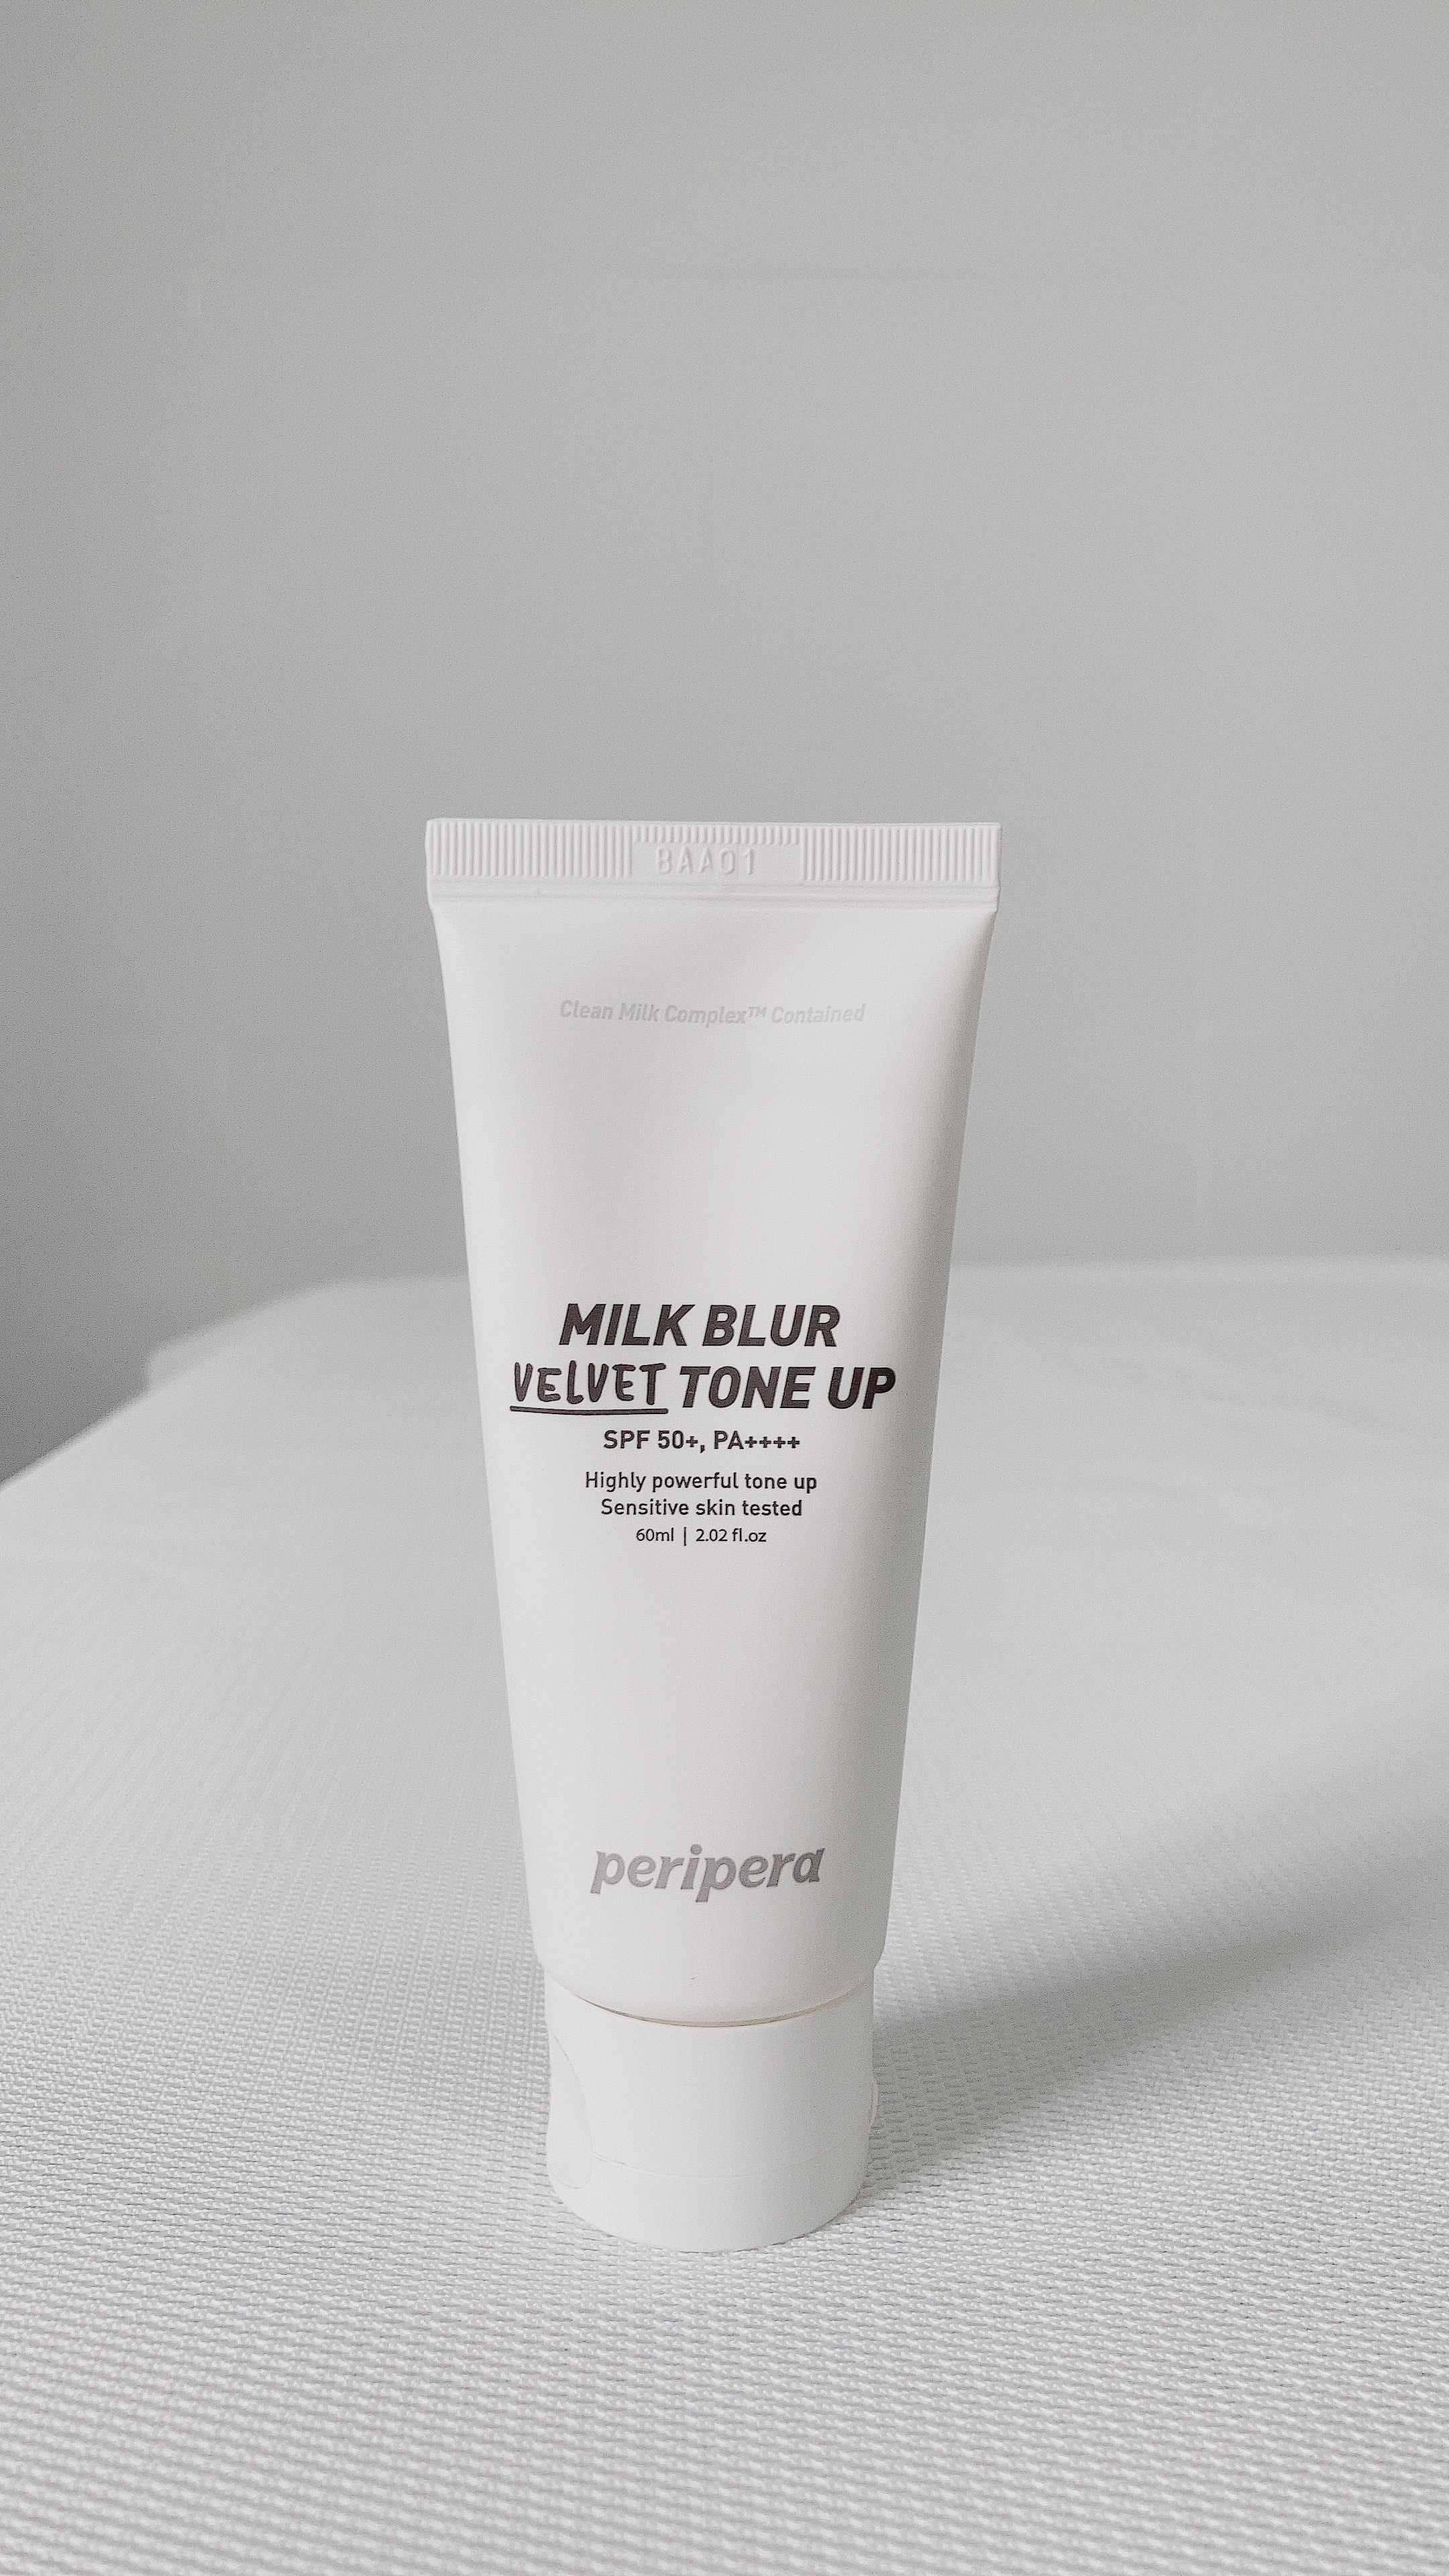 BAA01
Clean Milk Complex™ Contained
MILK BLUR
VELVET TONE UP
SPF 50+, PA++++
Highly powerful tone up
Sensitive skin tested
60ml | 2.02 fl.oz
peripera